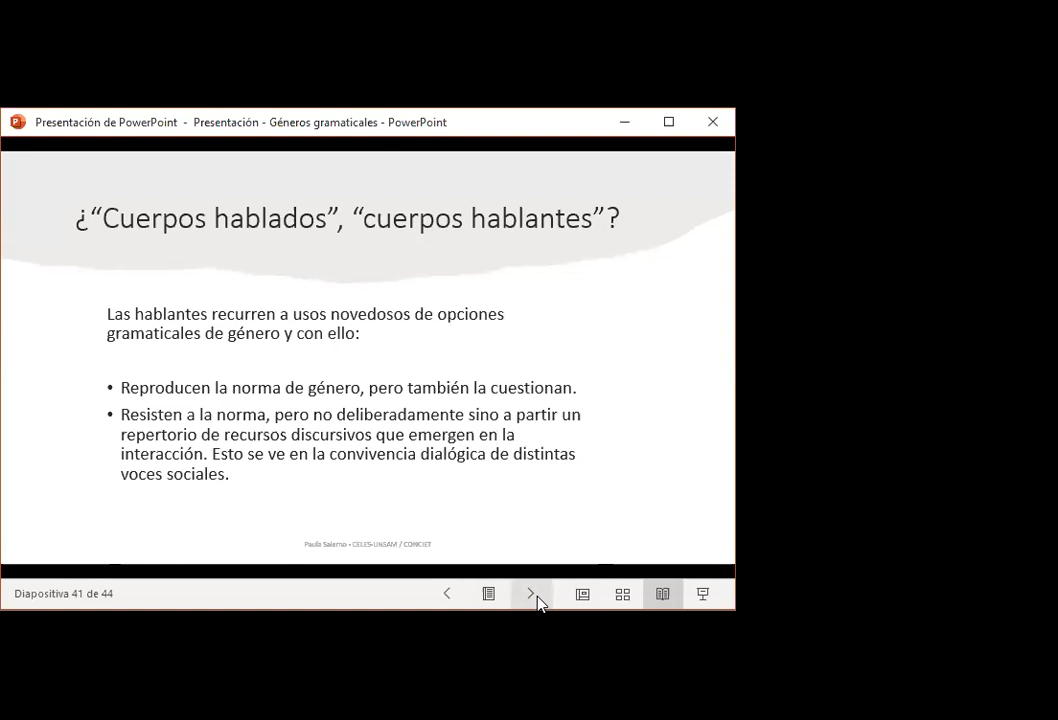 Presentación de PowerPoint - Presentación - Géneros gramaticales - PowerPoint
¿“Cuerpos hablados”, “cuerpos hablantes”?
Las hablantes recurren a usos novedosos de opciones
gramaticales de género y con ello:
• Reproducen la norma de género, pero también la cuestionan.
• Resisten a la norma, pero no deliberadamente sino a partir un
repertorio de recursos discursivos que emergen en la
interacción. Esto se ve en la convivencia dialógica de distintas
voces sociales.
Paula Salerno - CELES-UNSAM / CONICET
Diapositiva 41 de 44